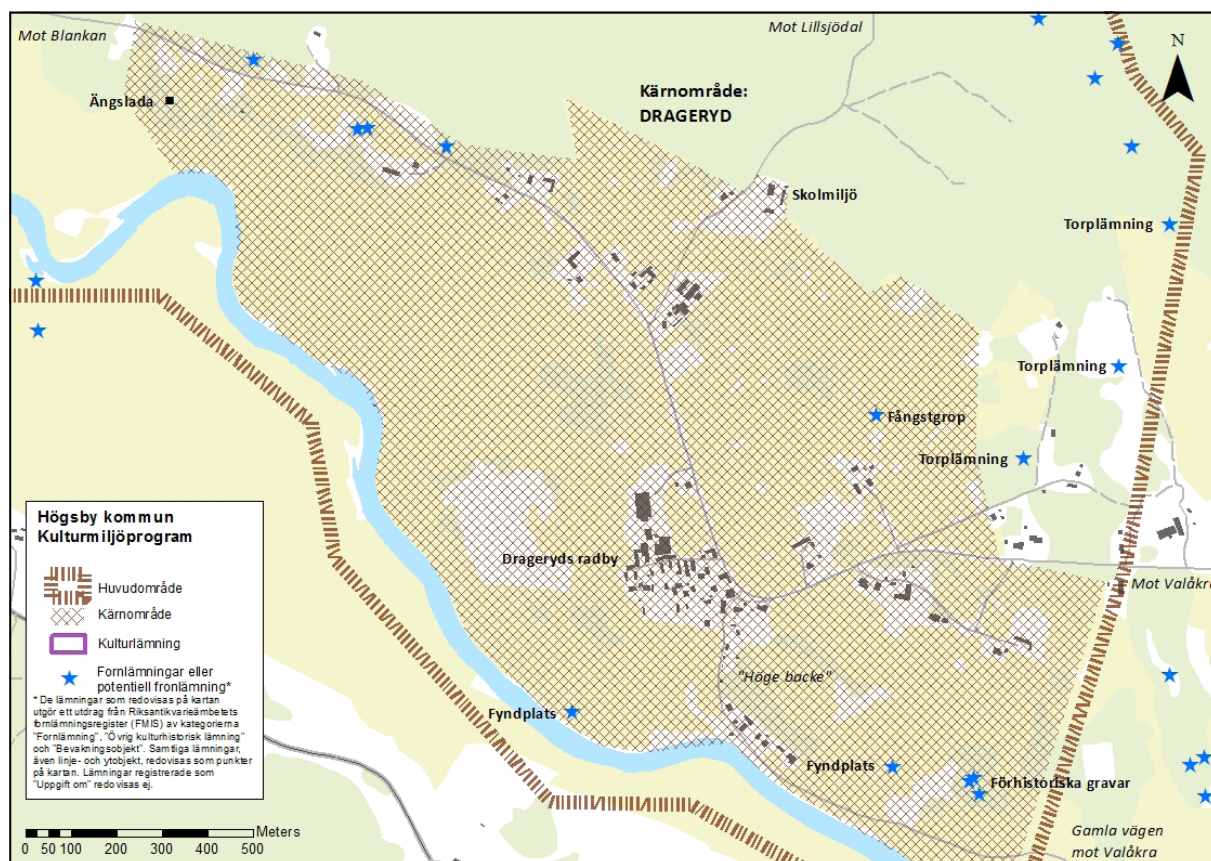 Mot Blankan
Mot Lillsjödal
N
Kärnområde:
DRAGERYD
Ängslada
Skolmiljö
Torplämning
Torplämning
Fångstgrop
Torplämning
Drageryds radby
Mot Valåkra
"Höge backe"
Fyndplats
Fyndplats
Förhistoriska gravar
Gamla vägen
mot Valåkra
Högsby kommun
Kulturmiljöprogram
Huvudområde
Kärnområde
Kulturlämning
Fornlämningar eller
potentiell fronlämning*
* De lämningar som redovisas på kartan
utgör ett utdrag från Riksantikvarieämbetets
fornlämningsregister (FMIS) av kategorierna
"Fornlämning", "Övrig kulturhistorisk lämning"
och "Bevakningsobjekt". Samtliga lämningar,
även linje- och ytobjekt, redovisas som punkter
på kartan. Lämningar registrerade som
"Uppgift om" redovisas ej.
Meters
0 50 100 200 300 400 500